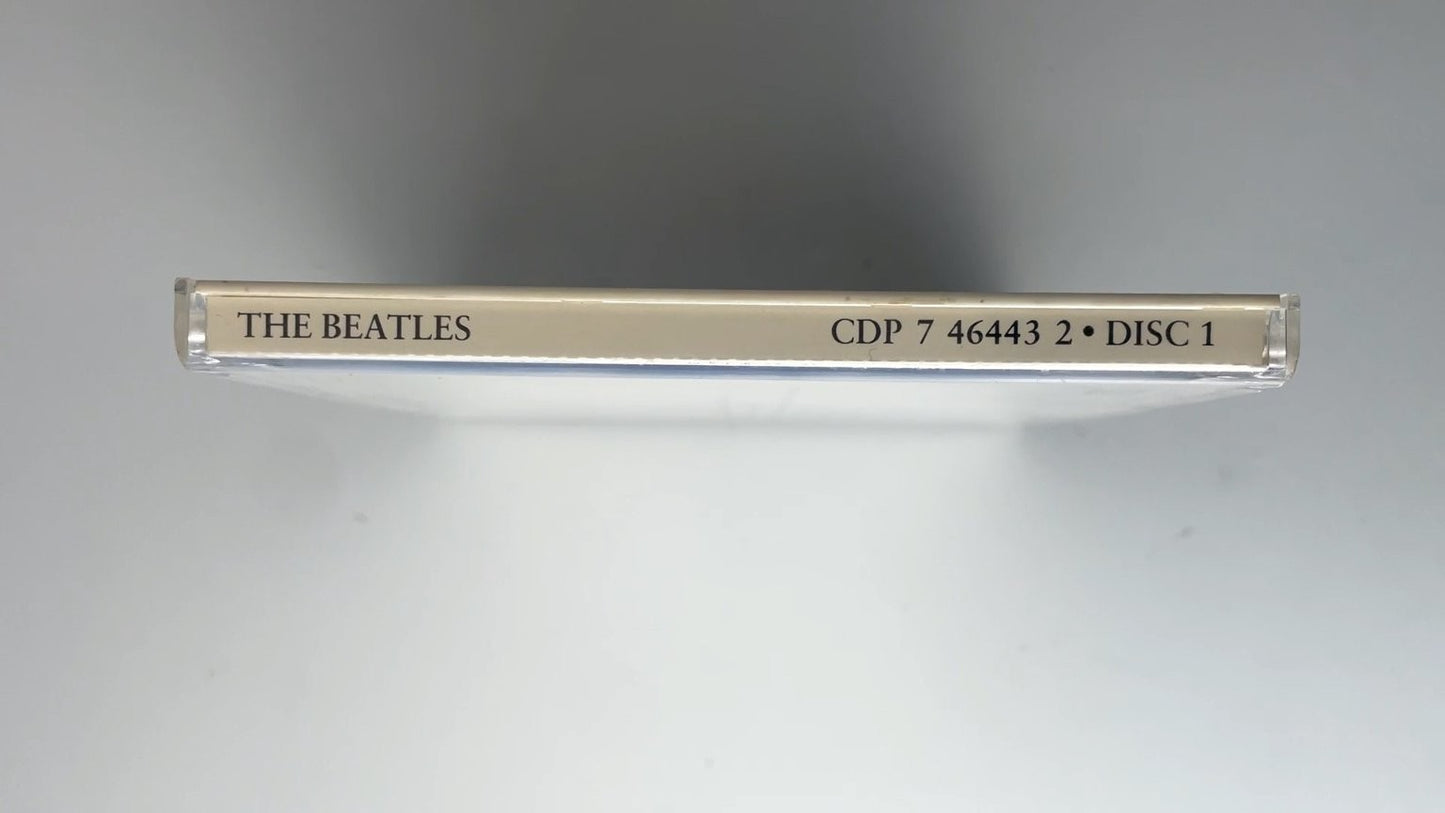 THE BEATLES CDP 7 46443 2 • DISC 1